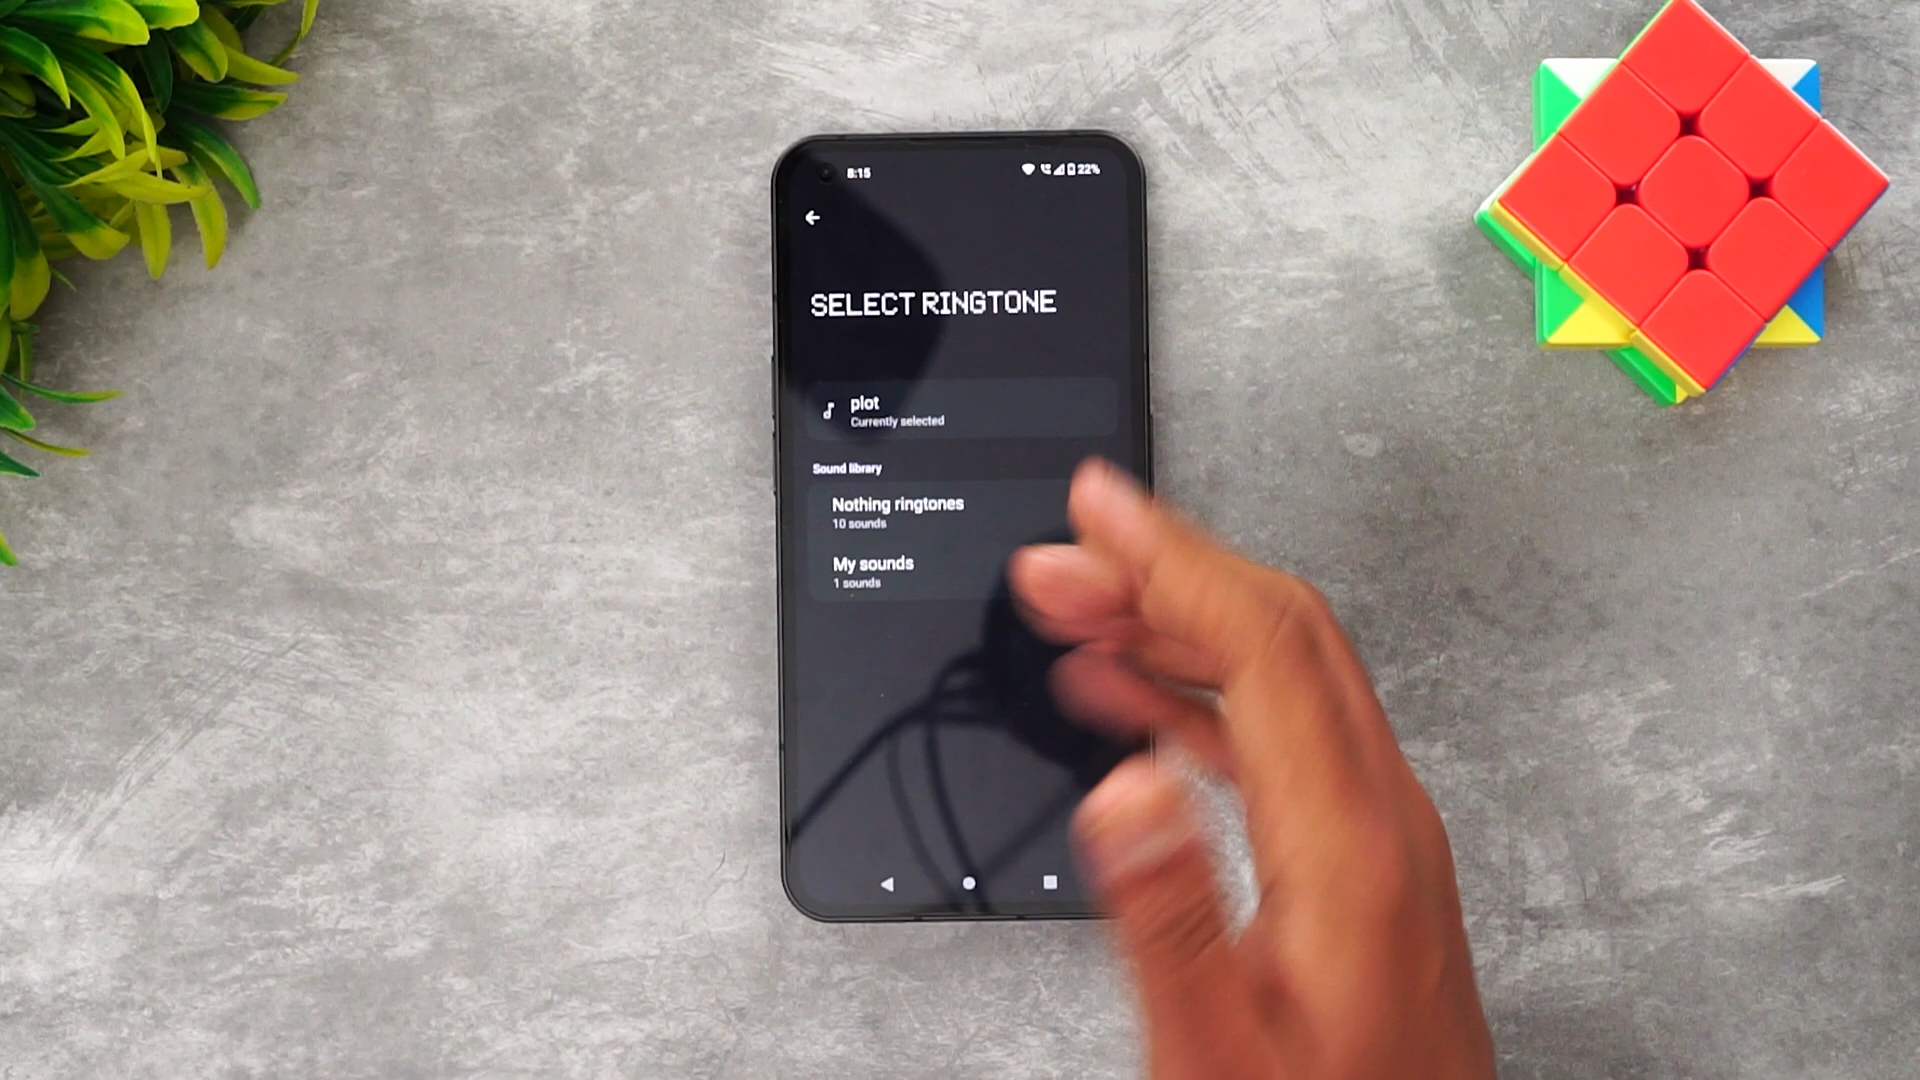 8:15
22%
SELECT RINGTONE
plot
Currently selected
Sound library
Nothing ringtones
10 sounds
My sounds
1 sounds